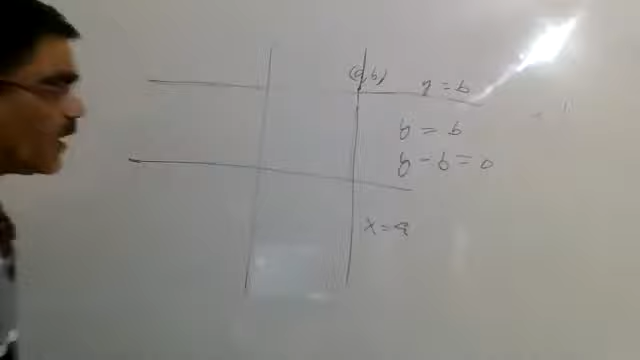 (a, b)
y = b
y = b
y - b = 0
x = a